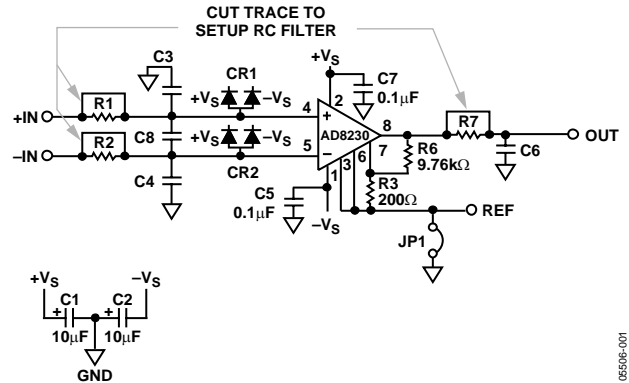 CUT TRACE TO
SETUP RC FILTER
+VS
C3
CR1
C7
0.1µF
R1
+VS
–VS
2
+IN
4
+
8
R7
C8
+VS
–VS
AD8230
OUT
–IN
R2
5
–
7
R6
9.76kΩ
C6
C4
CR2
1
3
6
R3
200Ω
C5
0.1µF
–VS
REF
JP1
+VS
–VS
+
C1
10µF
+
C2
10µF
GND
05506-001